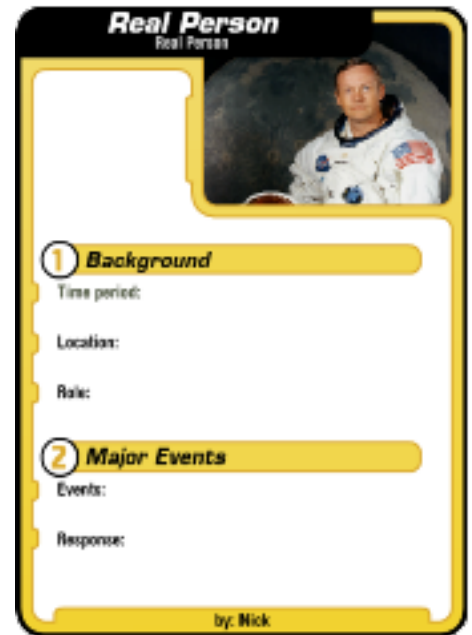 Real Person
Real Person
1 Background
Time period:
Location:
Role:
2 Major Events
Events:
Response:
by: Nick